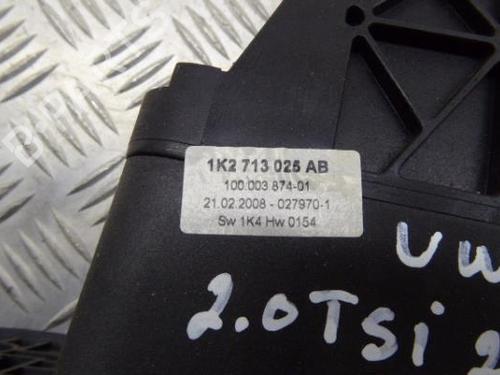 1K2 713 025 AB
100.003 874-01
21.02.2008 - 027970-1
Sw 1K4 Hw 0154
VW
2.0TSi 2